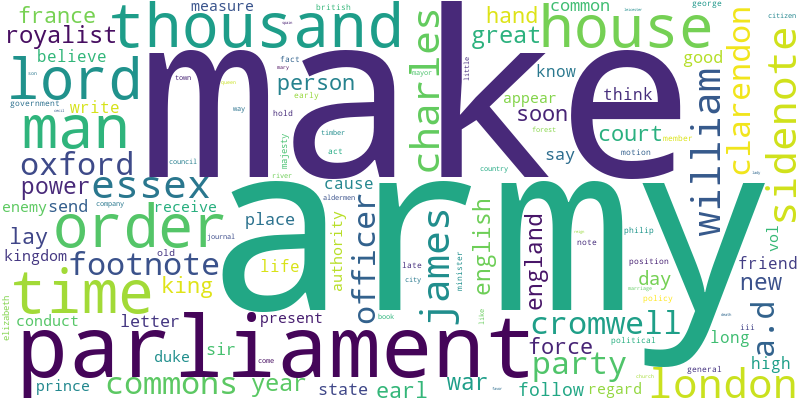 make
army
parliament
thousand
house
lord
man
order
time
essex
oxford
power
send
enemy
receive
lay
kingdom
footnote
king
conduct
letter
commons
year
duke
sir
prince
state
earl
war
present
come
france
royalist
believe
write
government
measure
common
british
george
citizen
spain
hand
great
good
know
appear
soon
think
court
say
person
charles
william
clarendon
sidenote
little
mayor
fact
mary
early
town
way
hold
timber
act
council
river
majesty
country
forest
motion
member
lady
cause
aldermen
place
company
old
journal
life
authority
officer
late
city
book
james
minister
english
like
england
note
philip
position
policy
marriage
political
church
iii
vol
friend
day
new
a.d
long
high
general
cromwell
force
party
follow
regard
london
elizabeth
son